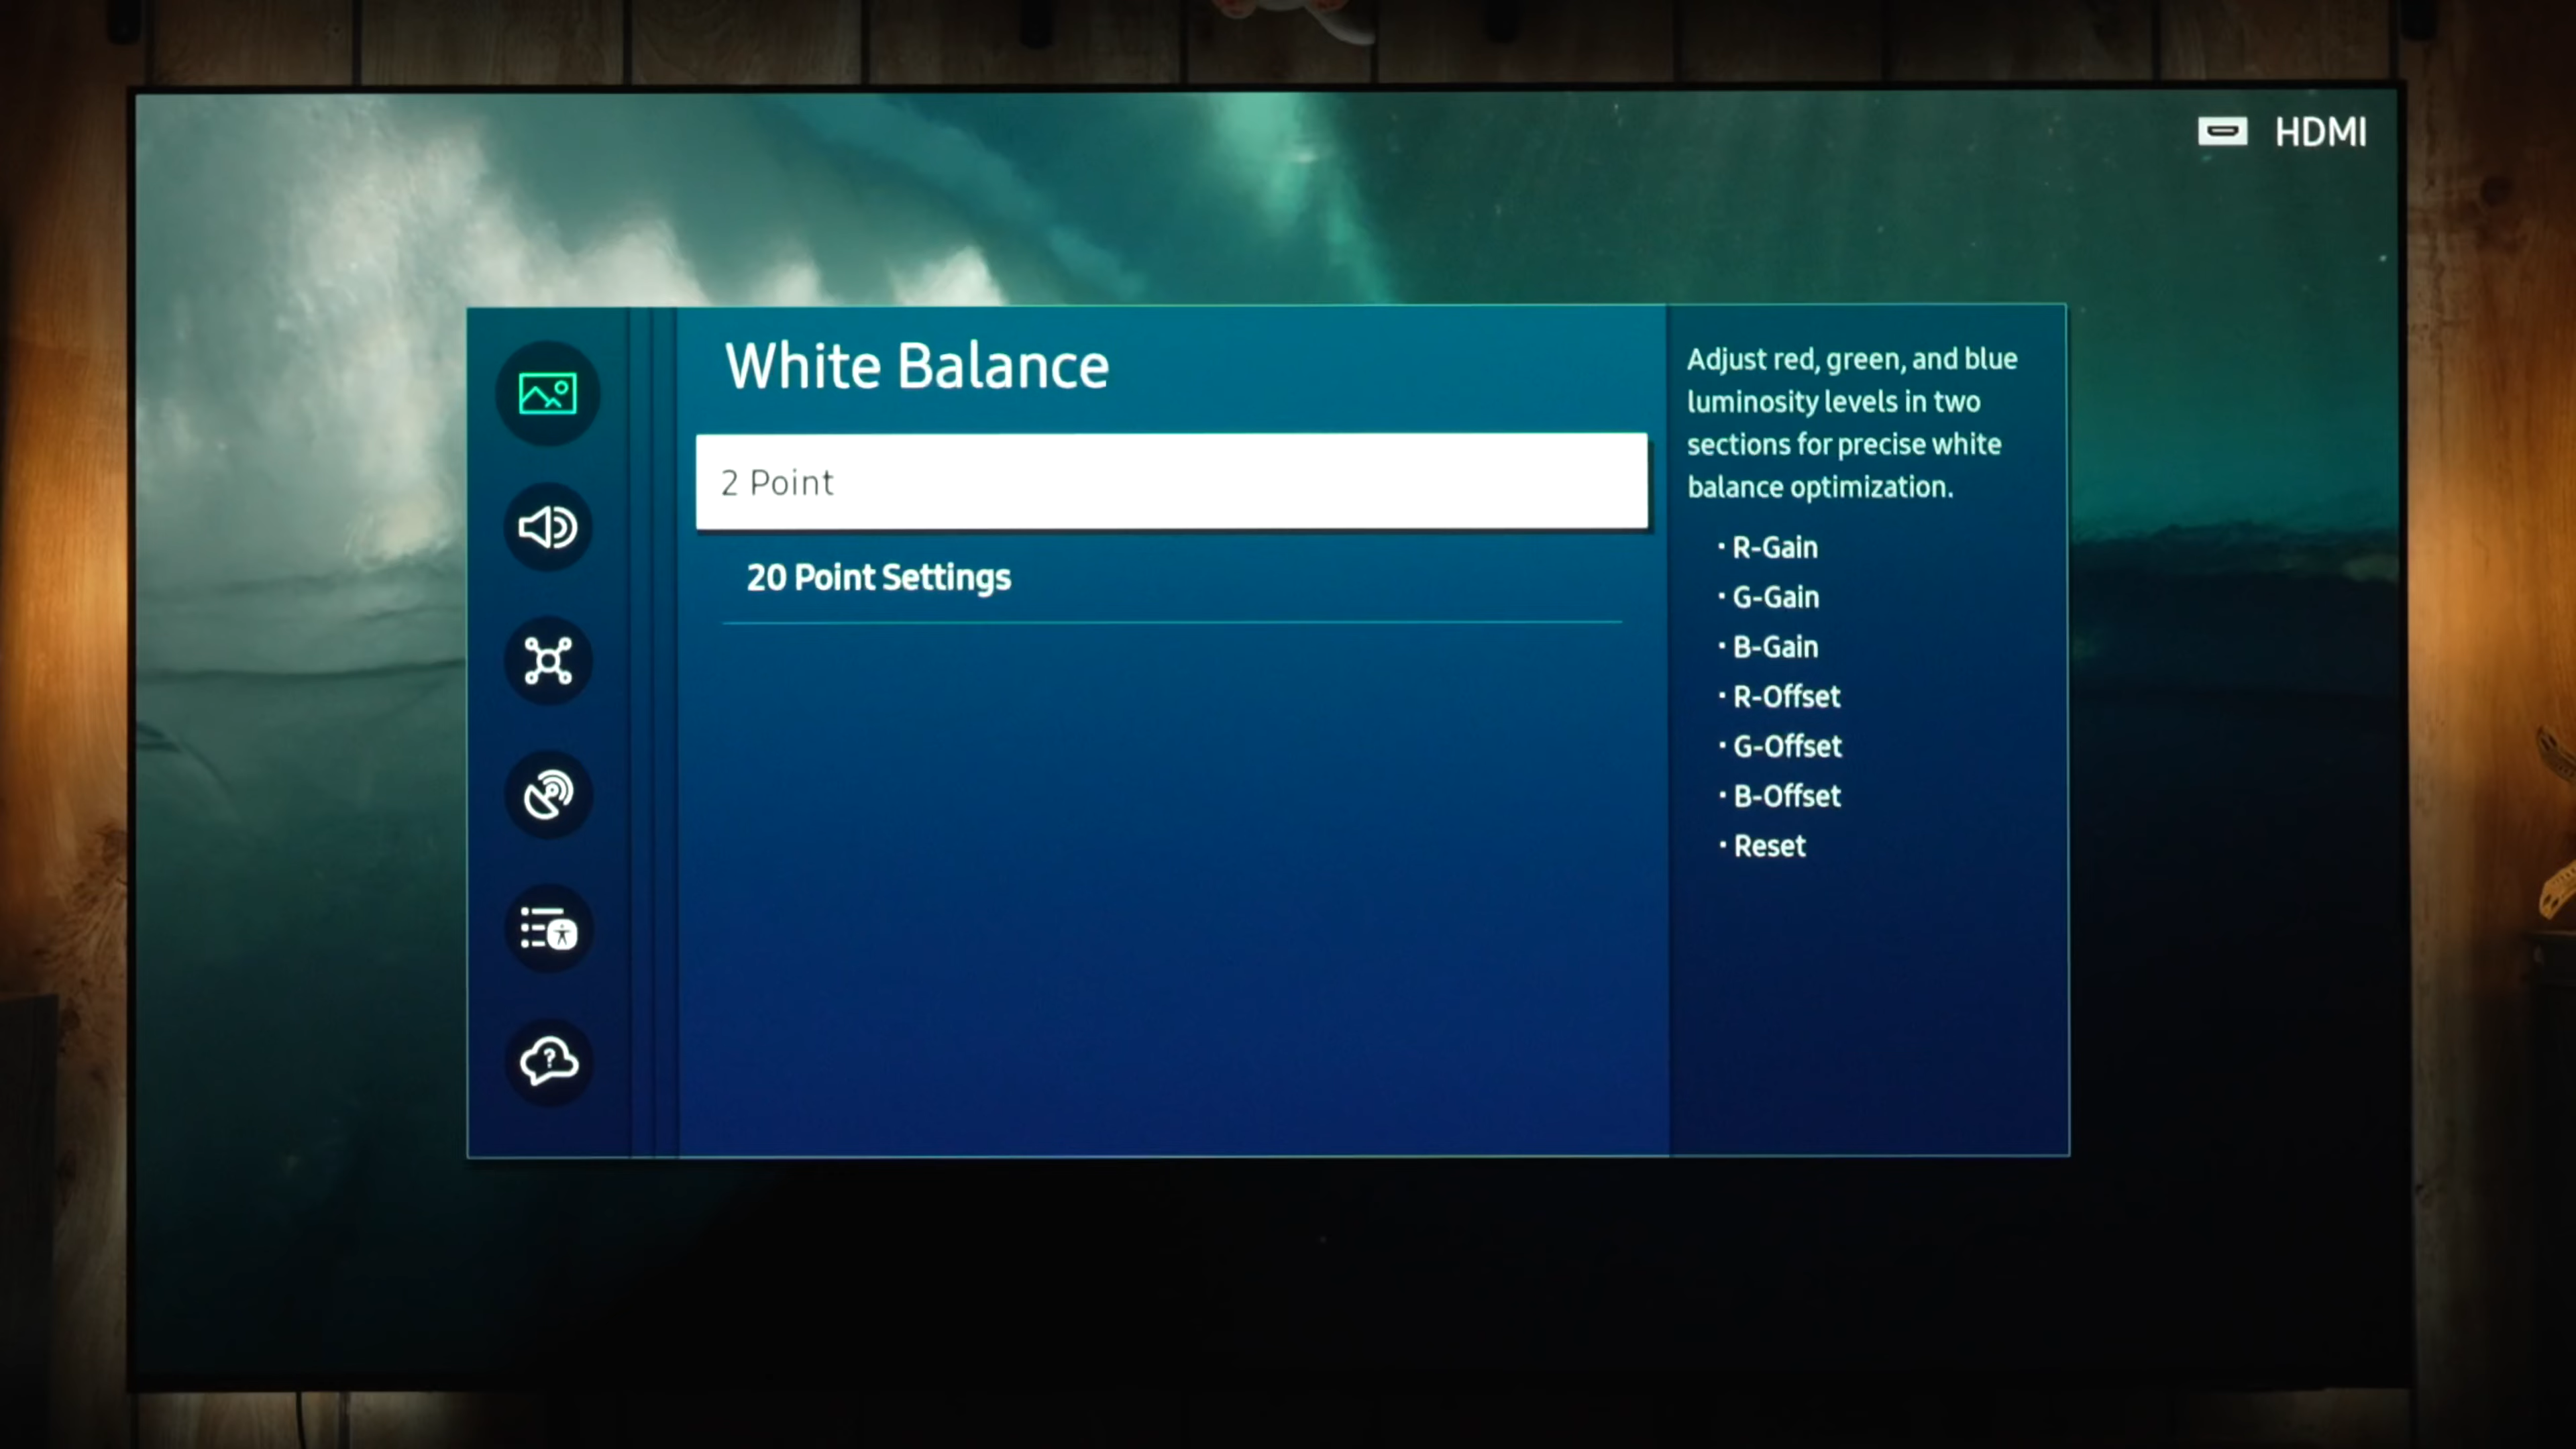 HDMI
White Balance
2 Point
20 Point Settings
Adjust red, green, and blue
luminosity levels in two
sections for precise white
balance optimization.
· R-Gain
· G-Gain
· B-Gain
· R-Offset
· G-Offset
· B-Offset
· Reset
?